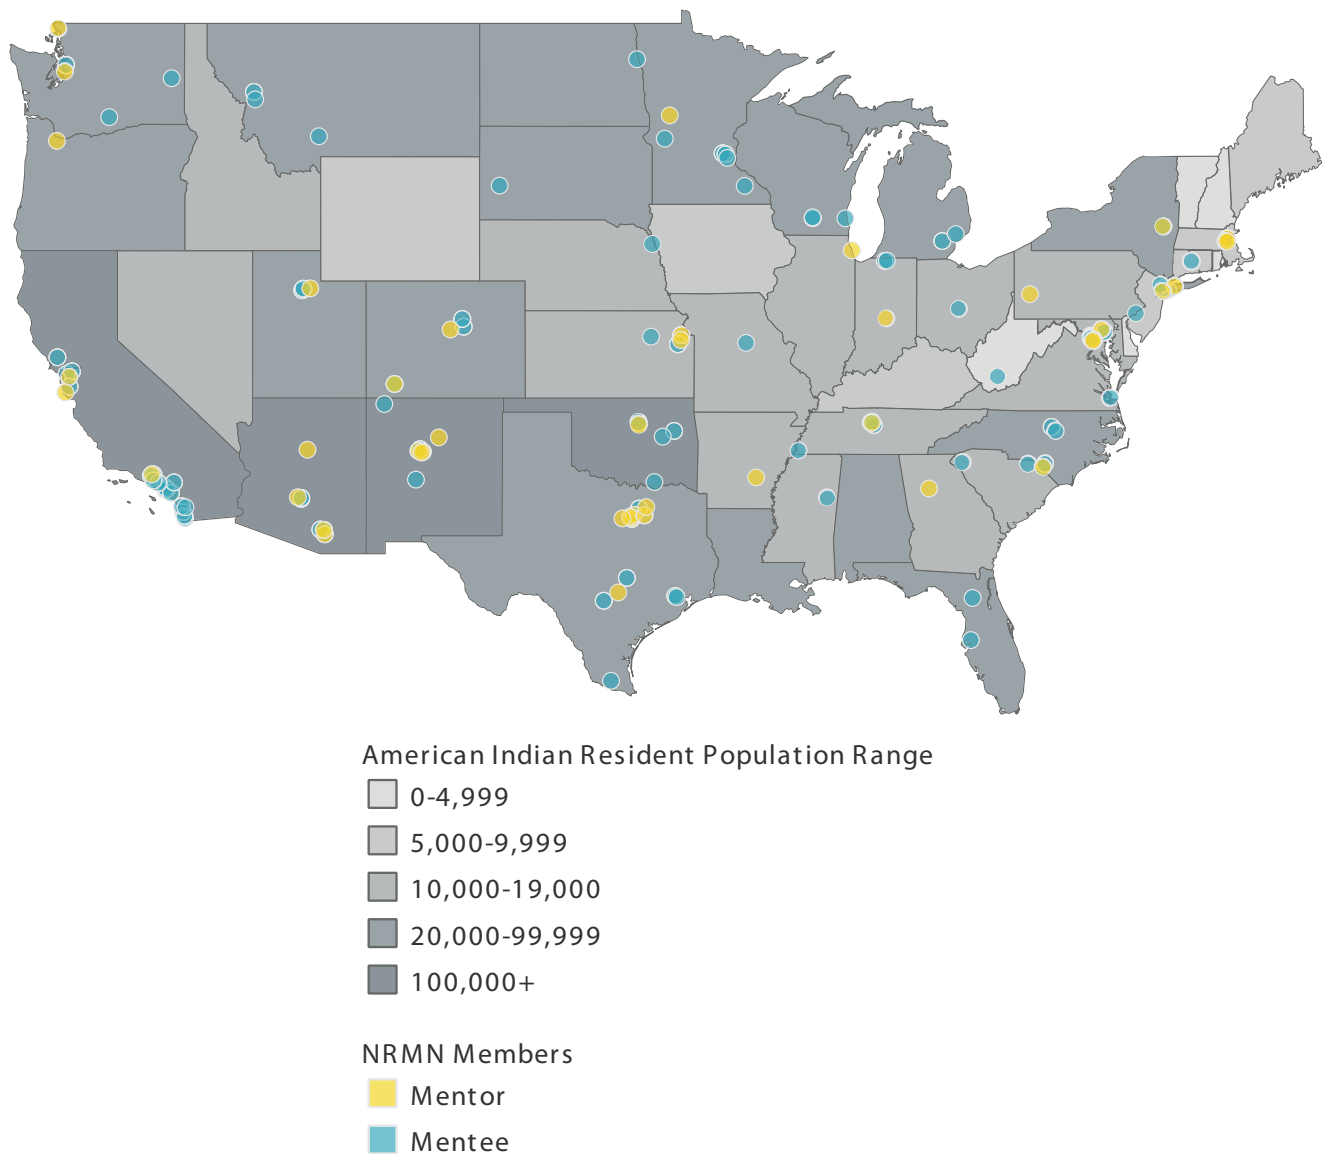 American Indian Resident Population Range
0-4,999
5,000-9,999
10,000-19,000
20,000-99,999
100,000+
NRMN Members
Mentor
Mentee